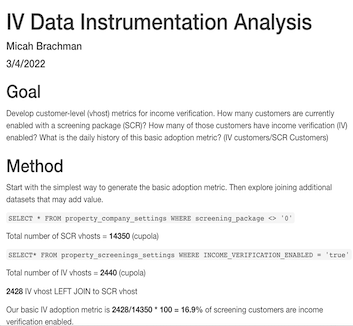 IV Data Instrumentation Analysis
Micah Brachman
3/4/2022
Goal
Develop customer-level (vhost) metrics for income verification. How many customers are currently
enabled with a screening package (SCR)? How many of those customers have income verification (IV)
enabled? What is the daily history of this basic adoption metric? (IV customers/SCR Customers)
Method
Start with the simplest way to generate the basic adoption metric. Then explore joining additional
datasets that may add value.
SELECT * FROM property_company_settings WHERE screening_package <> '0'
Total number of SCR vhosts = 14350 (cupola)
SELECT* FROM property_screenings_settings WHERE INCOME_VERIFICATION_ENABLED = 'true'
Total number of IV vhosts = 2440 (cupola)
2428 IV vhost LEFT JOIN to SCR vhost
Our basic IV adoption metric is 2428/14350 * 100 = 16.9% of screening customers are income
verification enabled.